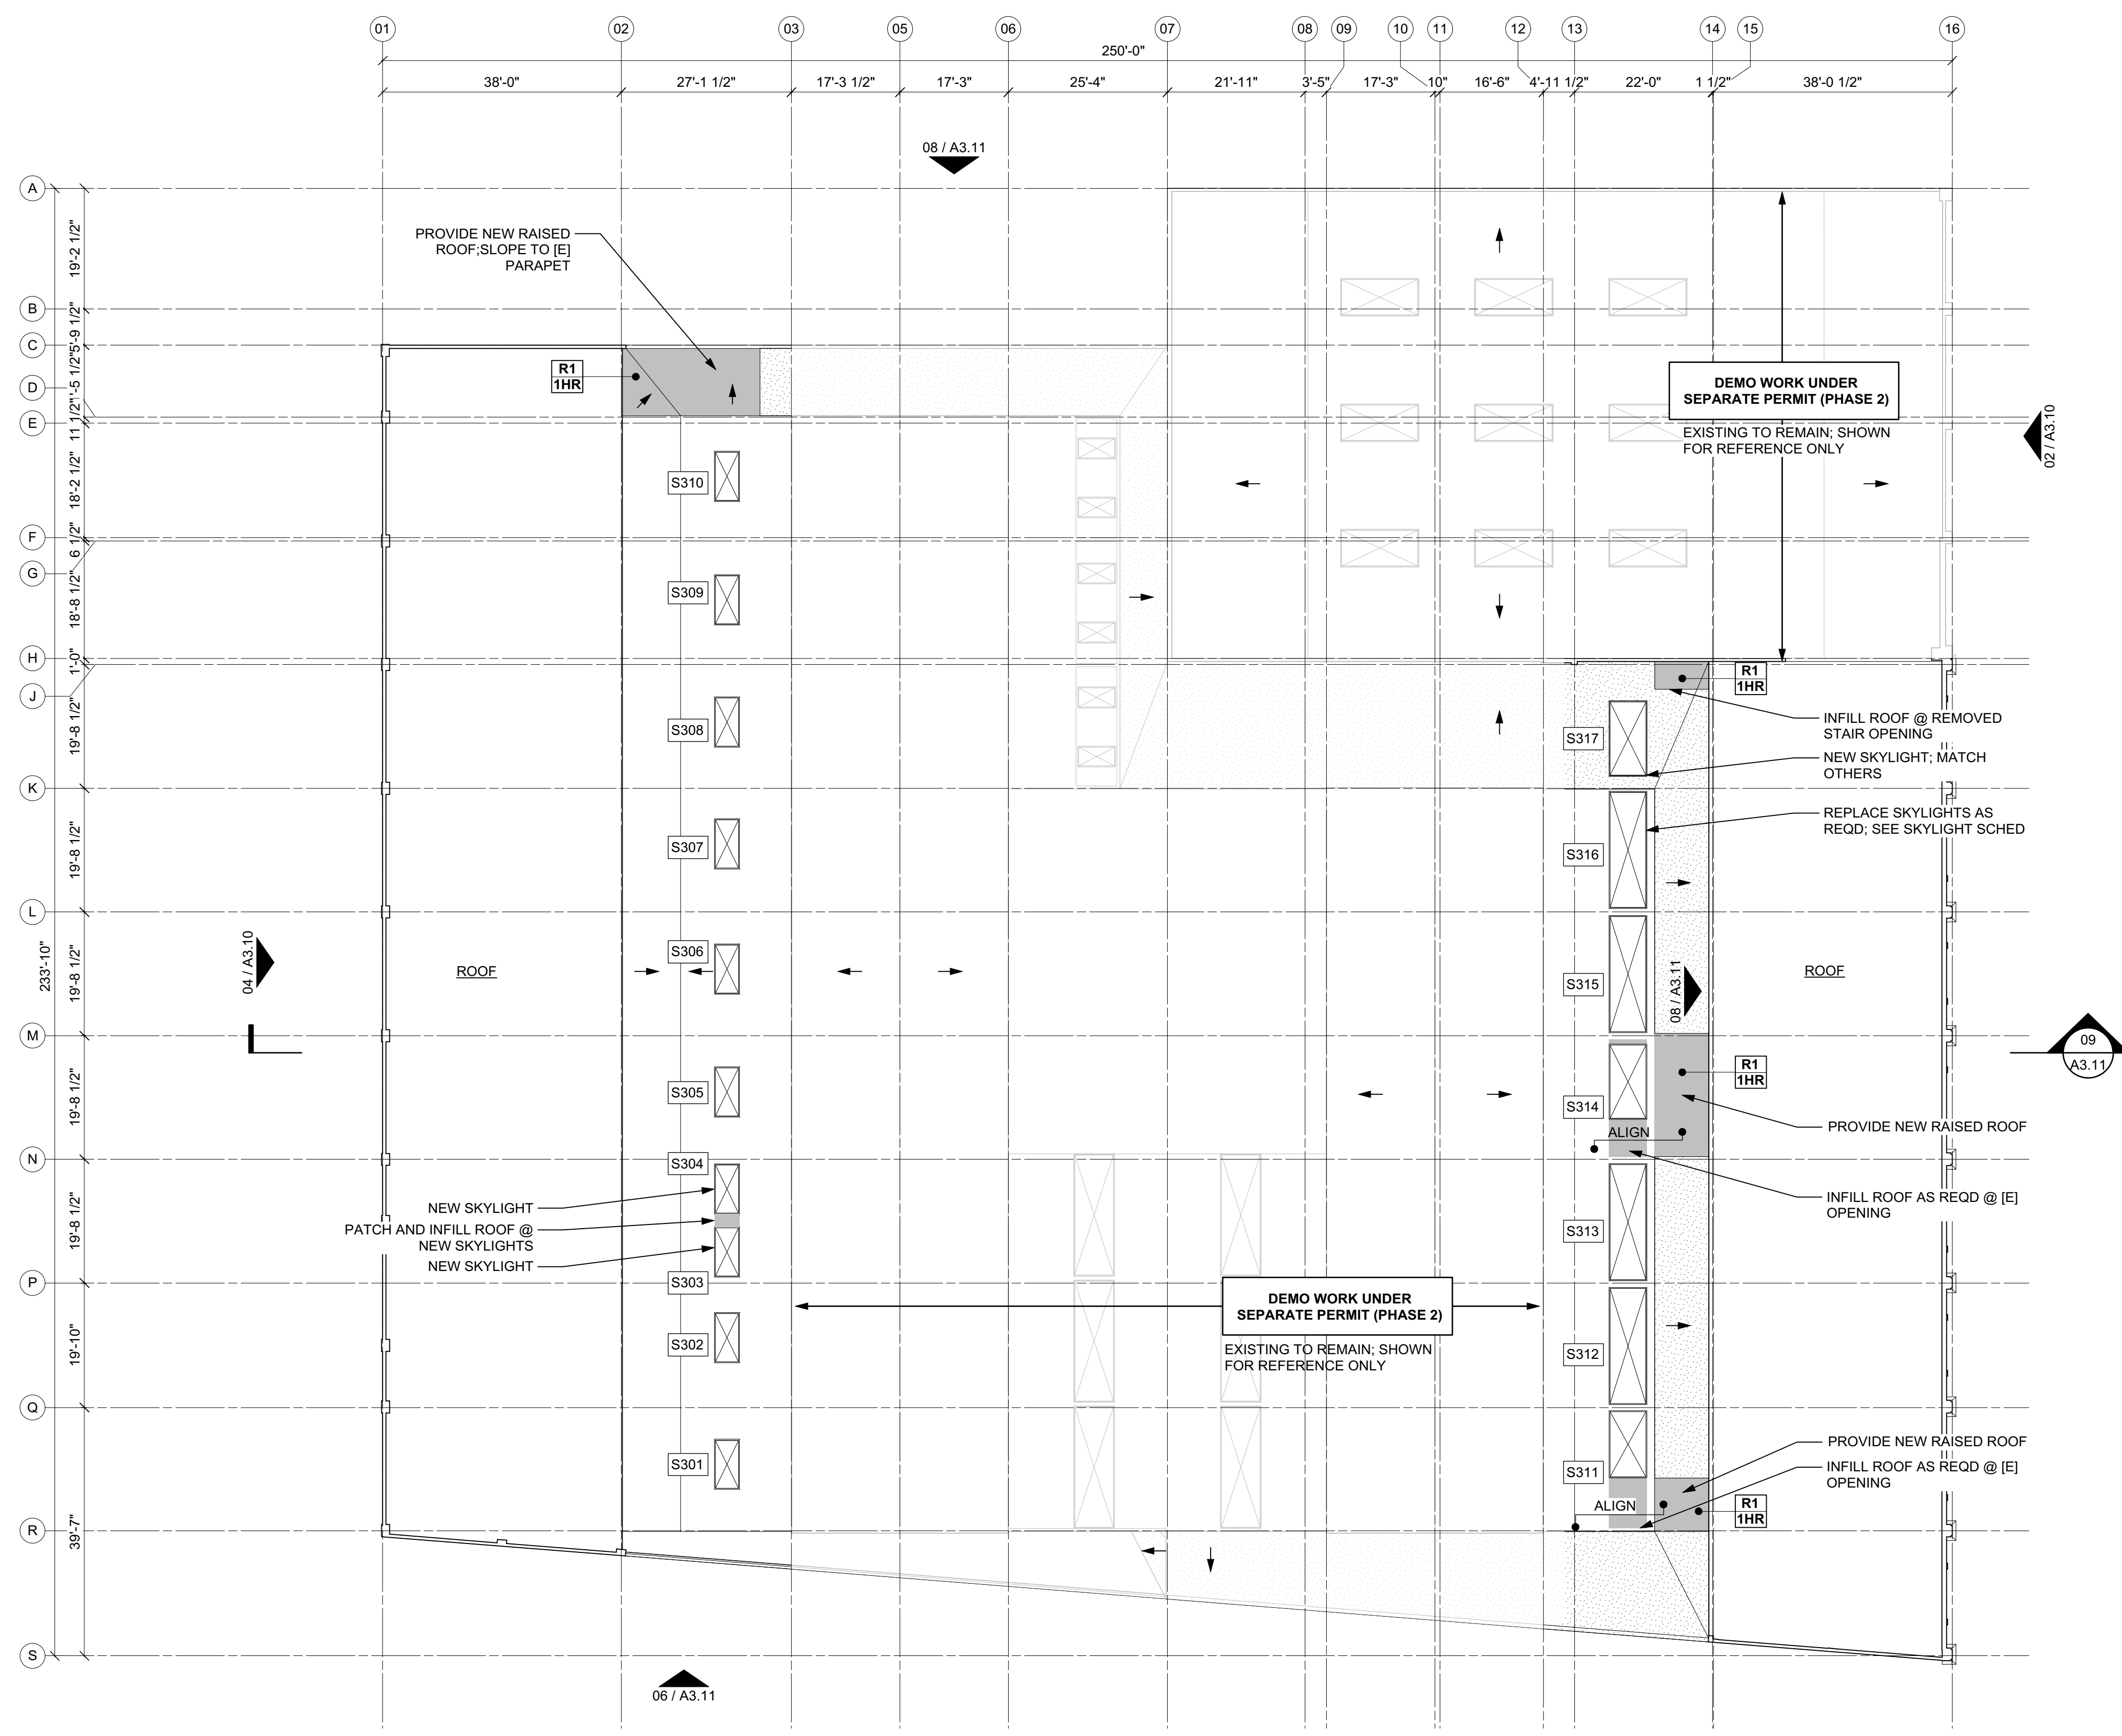 01 02 03 05 06 07 08 09 10 11 12 13 14 15 16
250'-0"
38'-0" 27'-1 1/2" 17'-3 1/2" 17'-3" 25'-4" 21'-11" 3'-5" 17'-3" 10" 16'-6" 4'-11 1/2" 22'-0" 1 1/2" 38'-0 1/2"
08 / A3.11
A
B
C
D
E
F
G
H
J
K
L
M
N
P
Q
R
S
233'-10"
19'-2 1/2"
5'-9 1/2"
'-5 1/2"
11 1/2"
18'-2 1/2"
6 1/2"
18'-8 1/2"
1'-0"
19'-8 1/2"
19'-8 1/2"
19'-8 1/2"
19'-8 1/2"
19'-8 1/2"
19'-10"
39'-7"
PROVIDE NEW RAISED
ROOF;SLOPE TO [E]
PARAPET
R1
1HR
DEMO WORK UNDER
SEPARATE PERMIT (PHASE 2)
EXISTING TO REMAIN; SHOWN
FOR REFERENCE ONLY
02 / A3.10
S310
S309
S308
S307
S306
S305
S304
S303
S302
S301
04 / A3.10
ROOF
NEW SKYLIGHT
PATCH AND INFILL ROOF @
NEW SKYLIGHTS
NEW SKYLIGHT
DEMO WORK UNDER
SEPARATE PERMIT (PHASE 2)
EXISTING TO REMAIN; SHOWN
FOR REFERENCE ONLY
S317
S316
S315
S314
S313
S312
S311
ALIGN
ALIGN
08 / A3.11
R1
1HR
INFILL ROOF @ REMOVED
STAIR OPENING
NEW SKYLIGHT; MATCH
OTHERS
REPLACE SKYLIGHTS AS
REQD; SEE SKYLIGHT SCHED
ROOF
09
A3.11
R1
1HR
PROVIDE NEW RAISED ROOF
INFILL ROOF AS REQD @ [E]
OPENING
PROVIDE NEW RAISED ROOF
INFILL ROOF AS REQD @ [E]
OPENING
R1
1HR
06 / A3.11